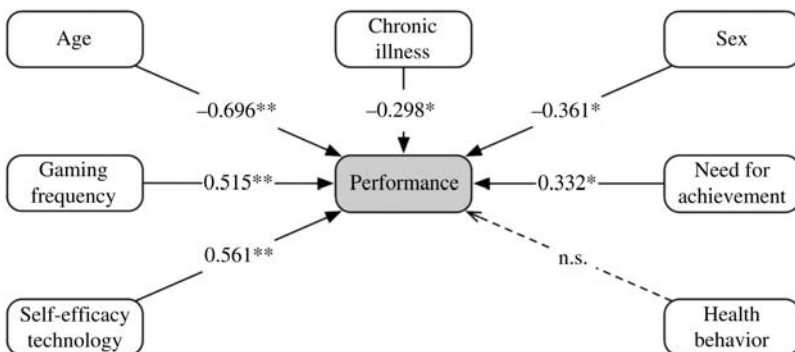 Age
Chronic
illness
Sex
–0.696**
–0.298*
–0.361*
Gaming
frequency
0.515**
Performance
0.332*
Need for
achievement
0.561**
n.s.
Self-efficacy
technology
Health
behavior